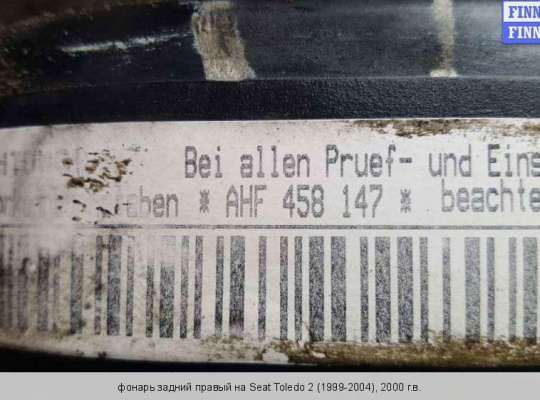 FINN
FINN
Bei allen Pruef- und Eins
aben * AHF 458 147 * beachte
фонарь задний правый на Seat Toledo 2 (1999-2004), 2000 г.в.